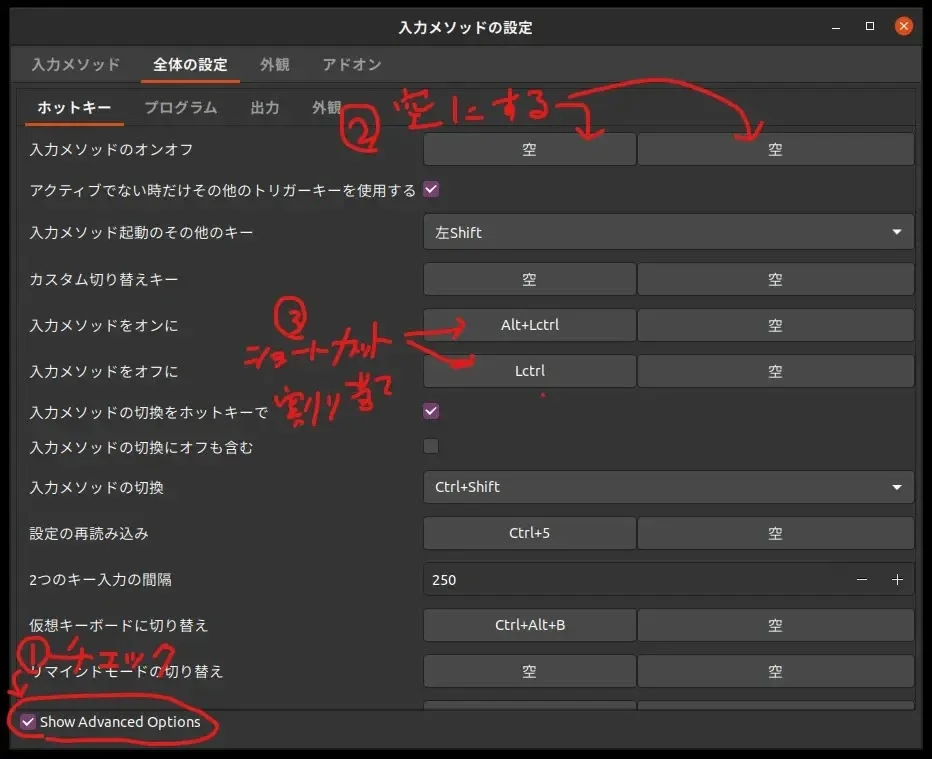 入力メソッドの設定
入力メソッド 全体の設定 外観 アドオン
ホットキー プログラム 出力 外観
② 空にする
入力メソッドのオンオフ 空 空
アクティブでない時だけその他のトリガーキーを使用する
入力メソッド起動のその他のキー 左Shift
カスタム切り替えキー 空 空
入力メソッドをオンに Alt+Lctrl 空
③
ショートカット
割り当て
入力メソッドをオフに Lctrl 空
入力メソッドの切換をホットキーで
入力メソッドの切換にオフも含む
入力メソッドの切換 Ctrl+Shift
設定の再読み込み Ctrl+5 空
2つのキー入力の間隔 250 − +
仮想キーボードに切り替え Ctrl+Alt+B 空
① チェック
リマインドモードの切り替え 空 空
Show Advanced Options